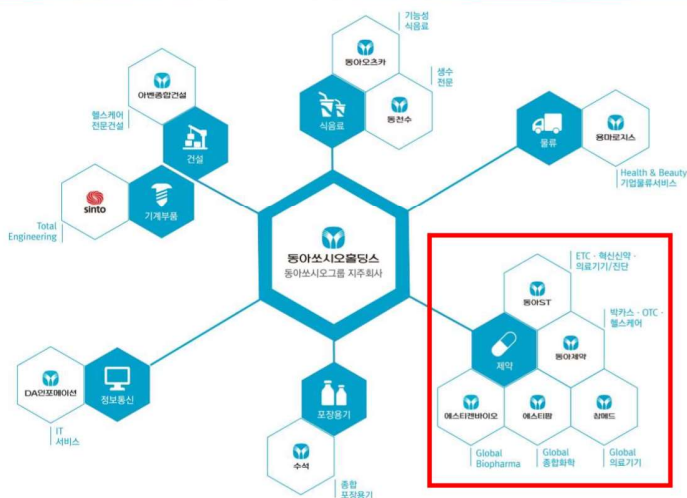 기능성
식음료
동아오츠카
생수
전문
식음료
동천수
아벤종합건설
헬스케어
전문건설
건설
물류
용마로지스
Health & Beauty
기업물류서비스
sinto
기계부품
Total
Engineering
동아쏘시오홀딩스
동아쏘시오그룹 지주회사
ETC · 혁신신약 ·
의료기기/진단
동아ST
박카스 · OTC ·
헬스케어
제약
동아제약
에스티젠바이오
에스티팜
참메드
Global
Biopharma
Global
종합화학
Global
의료기기
DA인포메이션
정보통신
IT
서비스
포장용기
수석
종합
포장용기